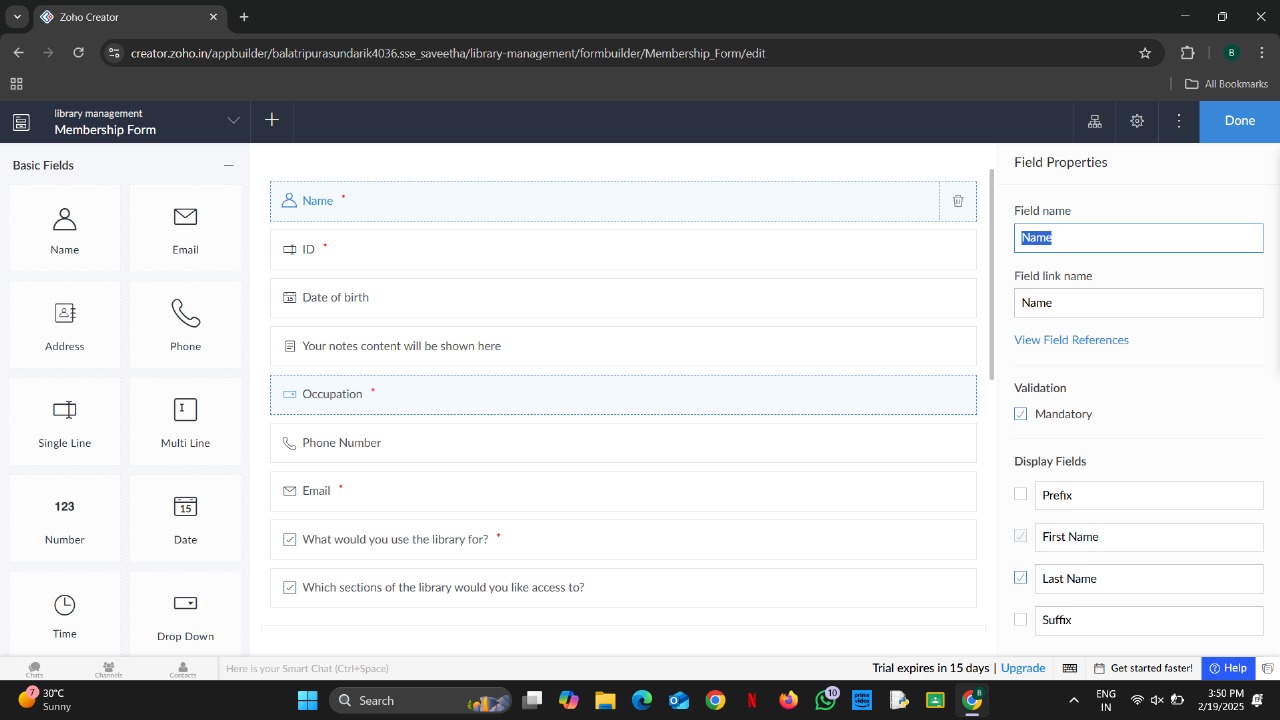 Zoho Creator
creator.zoho.in/appbuilder/balatripurasundarik4036.sse_saveetha/library-management/formbuilder/Membership_Form/edit
B
All Bookmarks
library management
Membership Form
Done
Basic Fields
Name
Email
Address
Phone
Single Line
Multi Line
123
Number
15
Date
Time
Drop Down
Name *
ID *
15 Date of birth
Your notes content will be shown here
Occupation *
Phone Number
Email *
What would you use the library for? *
Which sections of the library would you like access to?
Field Properties
Field name
Name
Field link name
Name
View Field References
Validation
Mandatory
Display Fields
Prefix
First Name
Last Name
Suffix
Chats
Channels
Contacts
Here is your Smart Chat (Ctrl+Space)
Trial expires in 15 days | Upgrade
Get started faster!
Help
7
30°C
Sunny
Search
N
10
prime video
B
ENG
IN
3:50 PM
2/19/2025